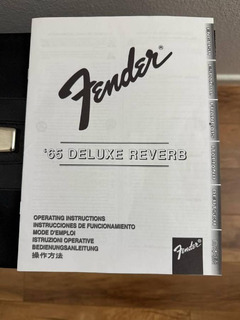 Fender®
'65 DELUXE REVERB
OPERATING INSTRUCTIONS
INSTRUCCIONES DE FUNCIONAMIENTO
MODE D'EMPLOI
ISTRUZIONI OPERATIVE
BEDIENUNGSANLEITUNG
操作方法
Fender®